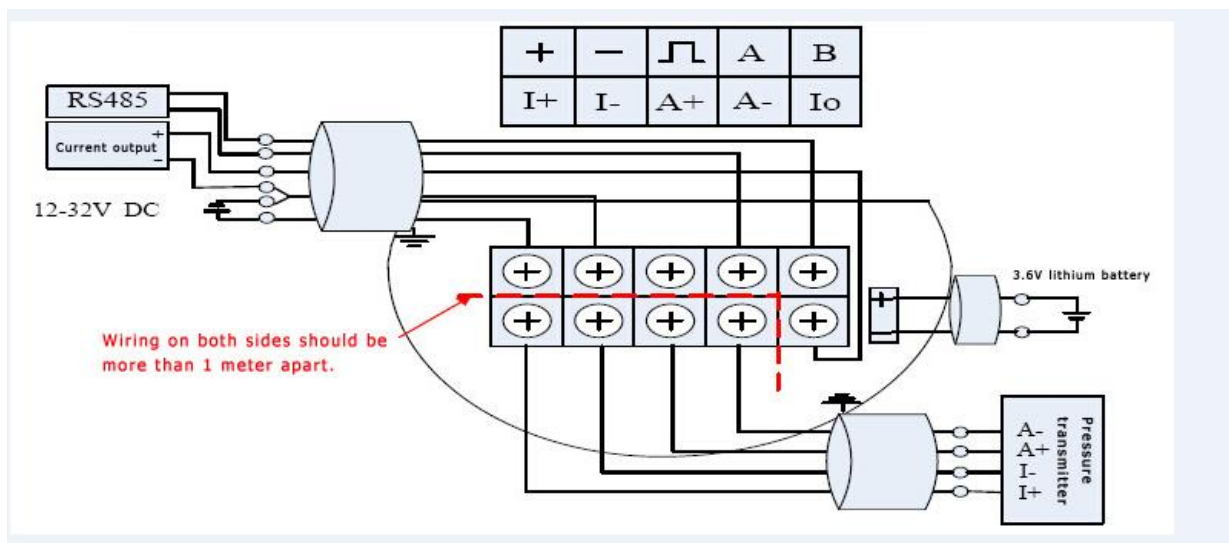 + − ⎍ A B
I+ I- A+ A- Io
RS485
Current output
+
−
12-32V DC
3.6V lithium battery
Wiring on both sides should be
more than 1 meter apart.
A-
A+
I-
I+
Pressure
transmitter